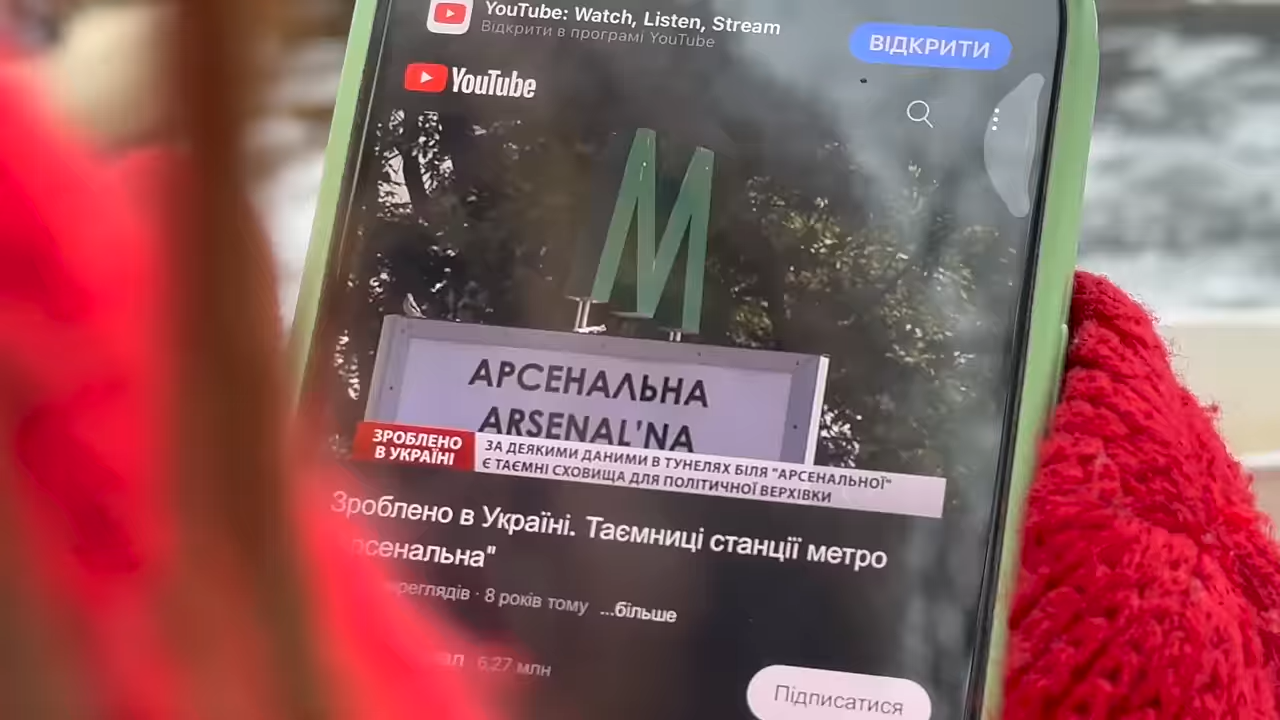 YouTube: Watch, Listen, Stream
Відкрити в програмі YouTube
ВІДКРИТИ
YouTube
М
АРСЕНАЛЬНА
ARSENAL'NA
ЗРОБЛЕНО
В УКРАЇНІ
ЗА ДЕЯКИМИ ДАНИМИ В ТУНЕЛЯХ БІЛЯ "АРСЕНАЛЬНОЇ"
Є ТАЄМНІ СХОВИЩА ДЛЯ ПОЛІТИЧНОЇ ВЕРХІВКИ
Зроблено в Україні. Таємниці станції метро
"Арсенальна"
переглядів · 8 років тому ...більше
6,27 млн
Підписатися